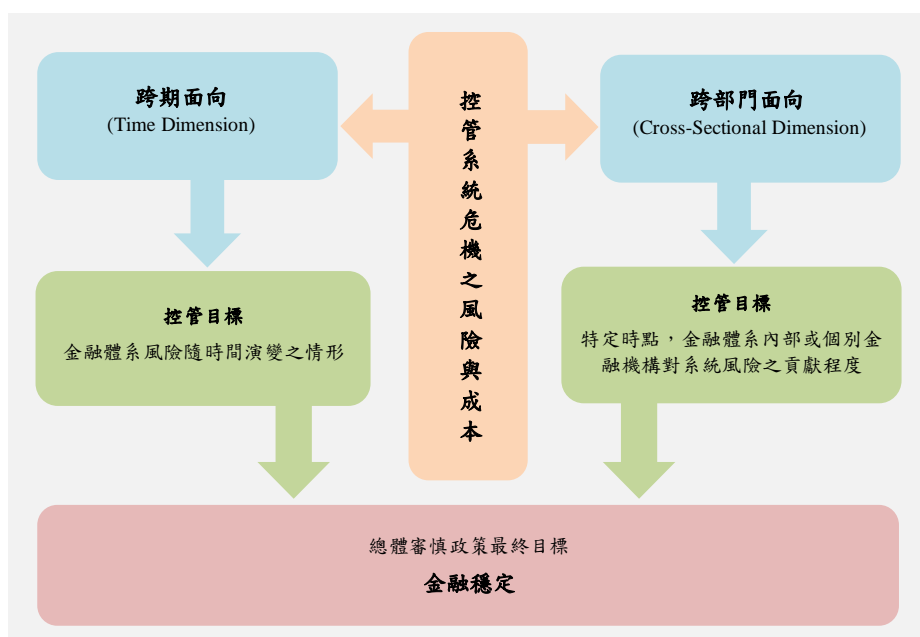 跨期面向
(Time Dimension)
控管系統危機之風險與成本
跨部門面向
(Cross-Sectional Dimension)
控管目標
金融體系風險隨時間演變之情形
控管目標
特定時點，金融體系內部或個別金
融機構對系統風險之貢獻程度
總體審慎政策最終目標
金融穩定